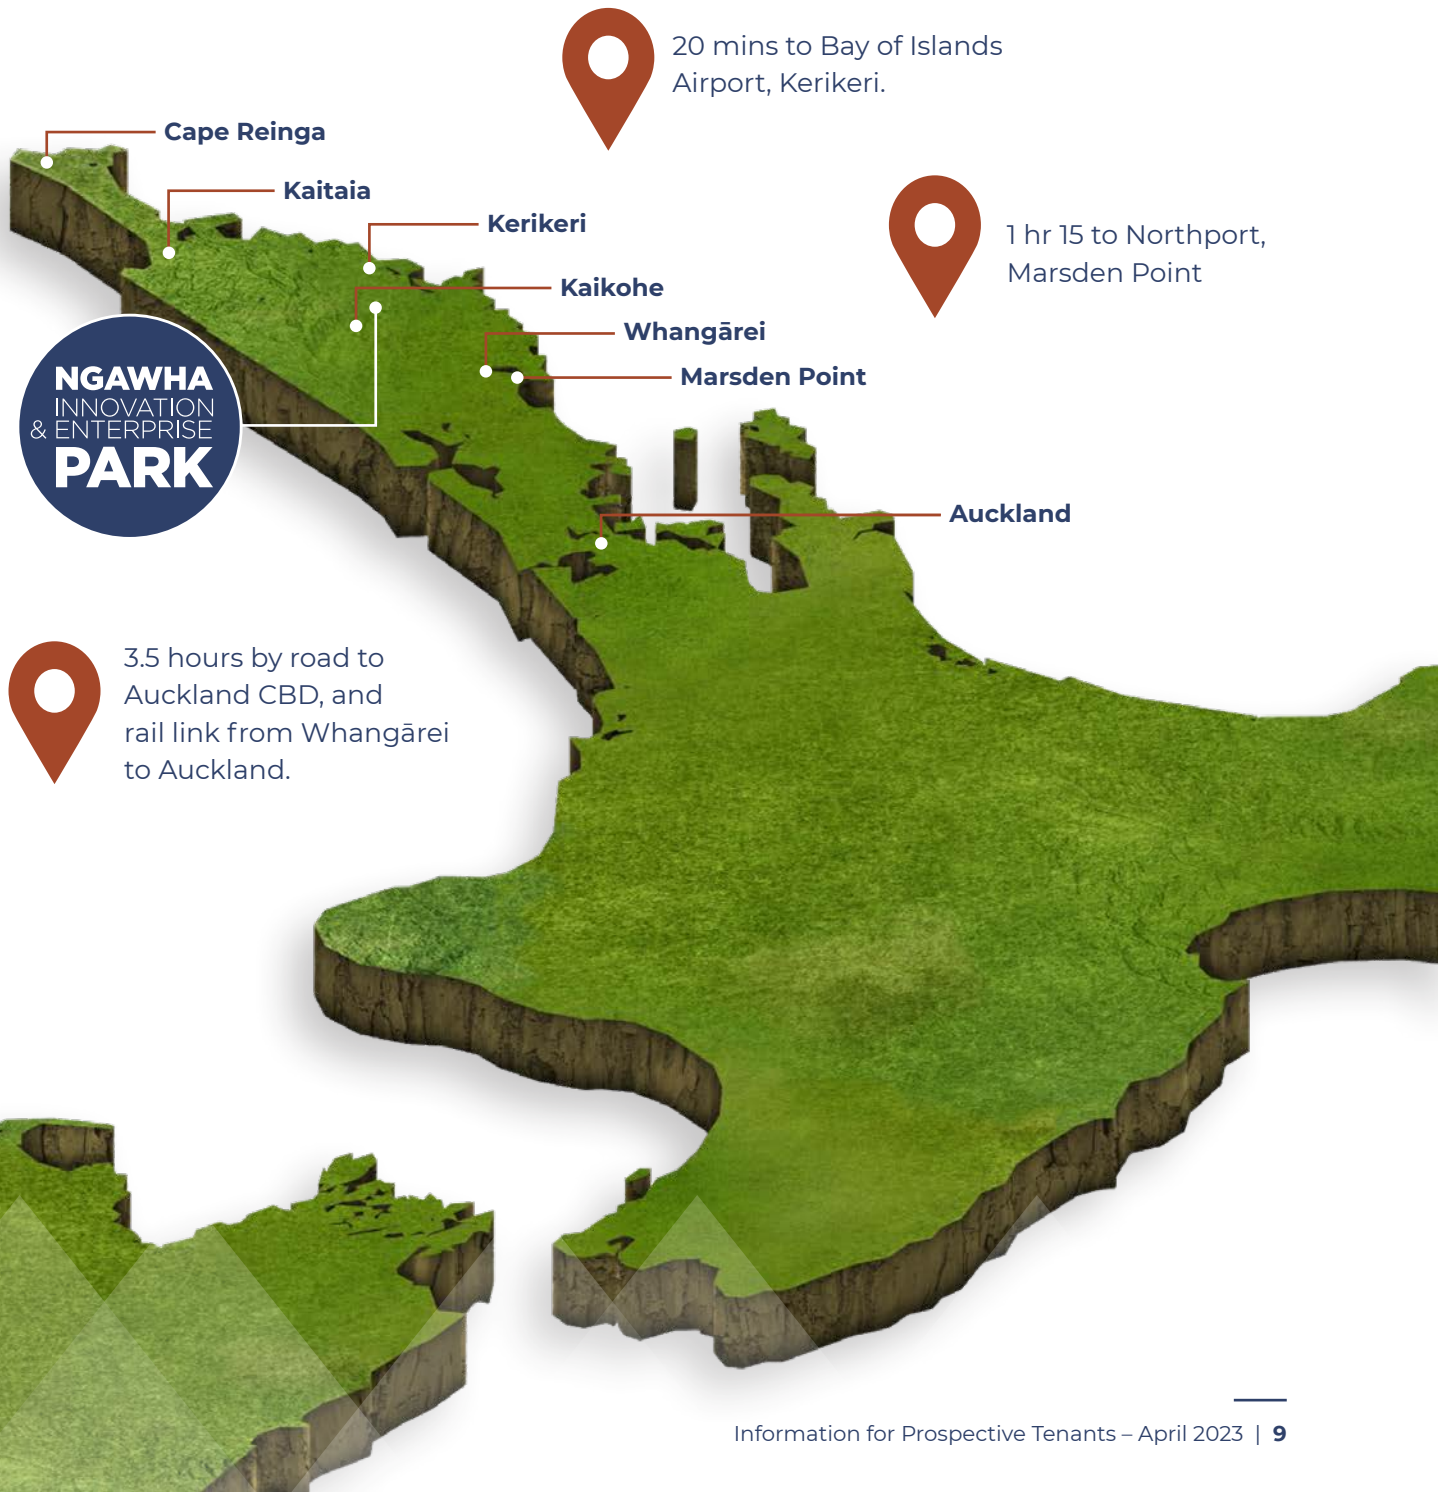 20 mins to Bay of Islands
Airport, Kerikeri.
Cape Reinga
Kaitaia
Kerikeri
1 hr 15 to Northport,
Marsden Point
Kaikohe
Whangārei
Marsden Point
NGAWHA
INNOVATION
& ENTERPRISE
PARK
Auckland
3.5 hours by road to
Auckland CBD, and
rail link from Whangārei
to Auckland.
Information for Prospective Tenants – April 2023 | 9